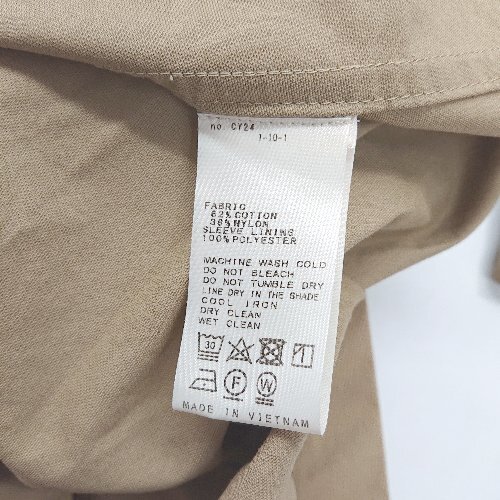 no. CY24
1-10-1
FABRIC
62% COTTON
38% NYLON
SLEEVE LINING
100% POLYESTER
MACHINE WASH COLD
DO NOT BLEACH
DO NOT TUMBLE DRY
LINE DRY IN THE SHADE
COOL IRON
DRY CLEAN
WET CLEAN
30
F
W
MADE IN VIETNAM